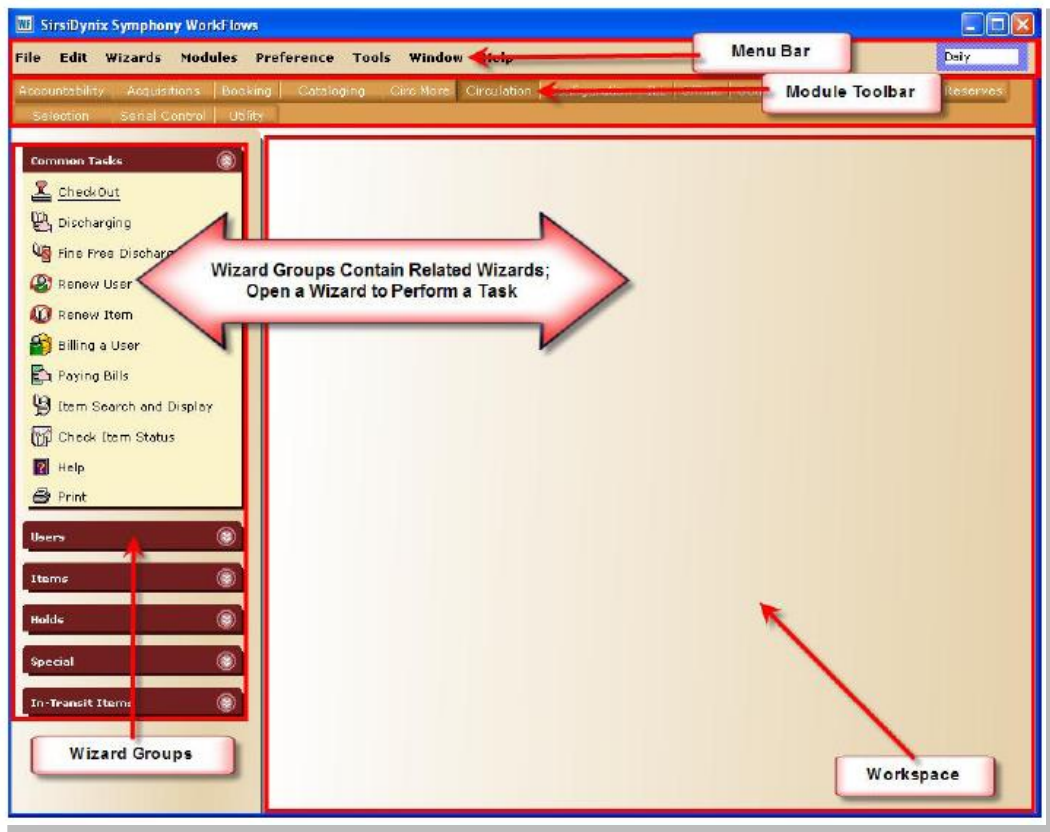 SirsiDynix Symphony WorkFlows
File Edit Wizards Modules Preference Tools Window Help
Menu Bar
Daily
Accountability Acquisitions Booking Cataloging Circ More Circulation
Module Toolbar
Reserves
Selection Serial Control Utility
Common Tasks
CheckOut
Discharging
Fine Free Discharg
Renew User
Renew Item
Billing a User
Paying Bills
Item Search and Display
Check Item Status
Help
Print
Wizard Groups Contain Related Wizards;
Open a Wizard to Perform a Task
Users
Items
Holds
Special
In-Transit Items
Wizard Groups
Workspace